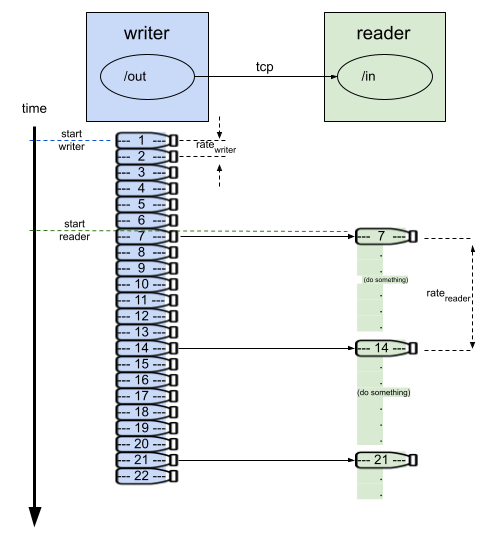 writer
reader
/out
tcp
/in
time
start
writer
rate writer
--- 1 ---
--- 2 ---
--- 3 ---
--- 4 ---
--- 5 ---
--- 6 ---
start
reader
--- 7 ---
--- 7 ---
--- 8 ---
--- 9 ---
(do something)
--- 10 ---
rate reader
--- 11 ---
--- 12 ---
--- 13 ---
--- 14 ---
--- 14 ---
--- 15 ---
--- 16 ---
--- 17 ---
(do something)
--- 18 ---
--- 19 ---
--- 20 ---
--- 21 ---
--- 21 ---
--- 22 ---